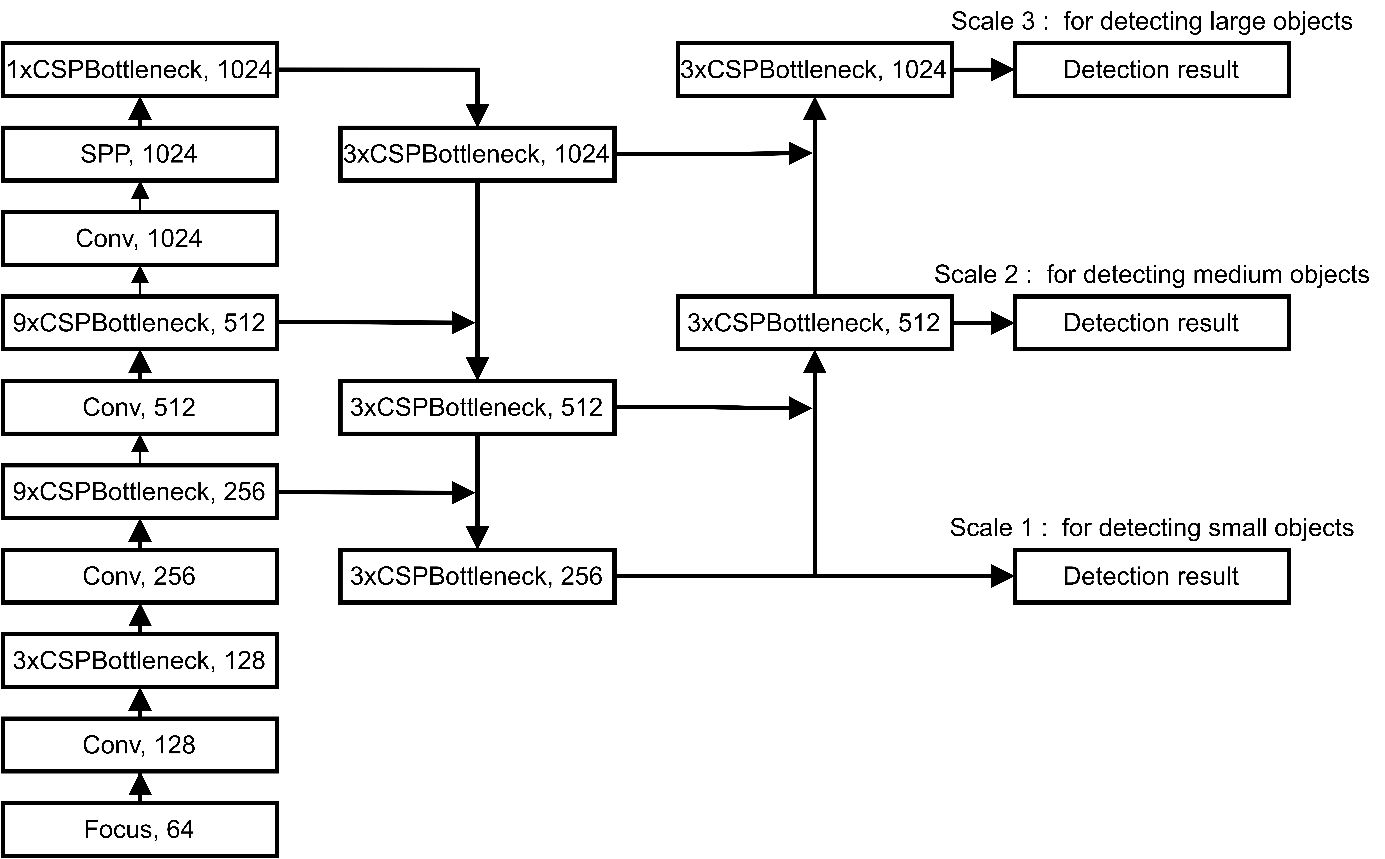 Scale 3 :  for detecting large objects
1xCSPBottleneck, 1024
3xCSPBottleneck, 1024
Detection result
SPP, 1024
3xCSPBottleneck, 1024
Conv, 1024
Scale 2 :  for detecting medium objects
9xCSPBottleneck, 512
3xCSPBottleneck, 512
Detection result
Conv, 512
3xCSPBottleneck, 512
9xCSPBottleneck, 256
Scale 1 :  for detecting small objects
Conv, 256
3xCSPBottleneck, 256
Detection result
3xCSPBottleneck, 128
Conv, 128
Focus, 64